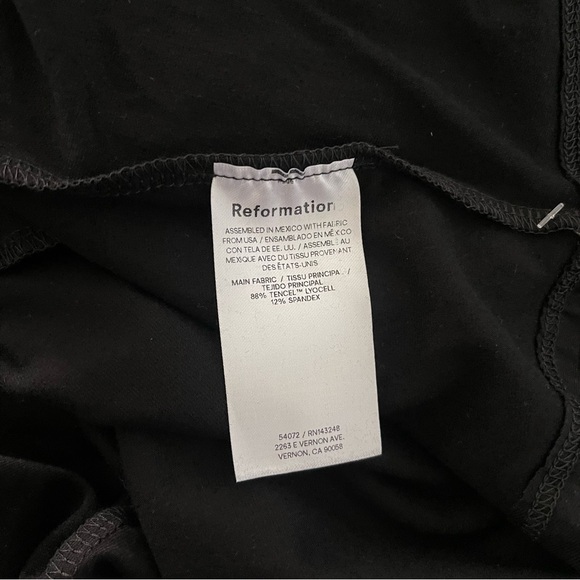 Reformation
ASSEMBLED IN MEXICO WITH FABRIC
FROM USA / ENSAMBLADO EN MÉXICO
CON TELA DE EE. UU. / ASSEMBLÉ AU
MEXIQUE AVEC DU TISSU PROVENANT
DES ÉTATS-UNIS
MAIN FABRIC / TISSU PRINCIPAL /
TEJIDO PRINCIPAL
88% TENCEL™ LYOCELL
12% SPANDEX
54072 / RN143248
2263 E VERNON AVE.
VERNON, CA 90058